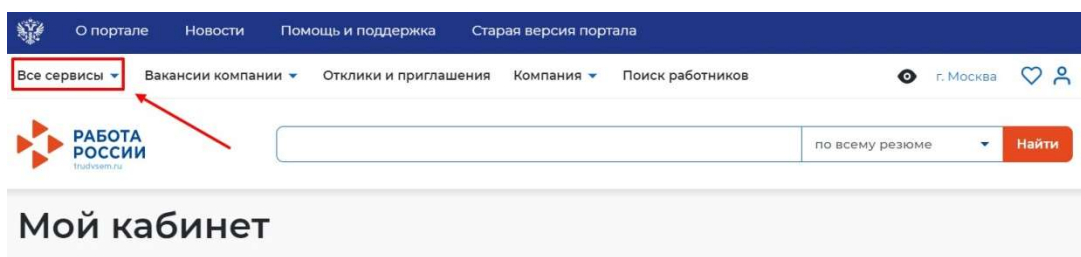 О портале Новости Помощь и поддержка Старая версия портала
Все сервисы Вакансии компании Отклики и приглашения Компания Поиск работников г. Москва
РАБОТА
РОССИИ
trudvsem.ru
по всему резюме Найти
Мой кабинет